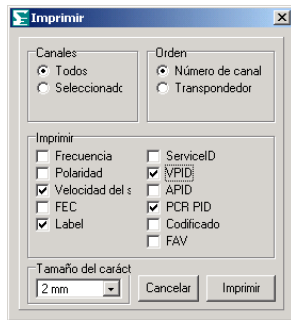 Imprimir
Canales
Todos
Seleccionadc
Orden
Número de canal
Transpondedor
Imprimir
Frecuencia
Polaridad
Velocidad del s
FEC
Label
ServiceID
VPID
APID
PCR PID
Codificado
FAV
Tamaño del caráct
2 mm
Cancelar
Imprimir